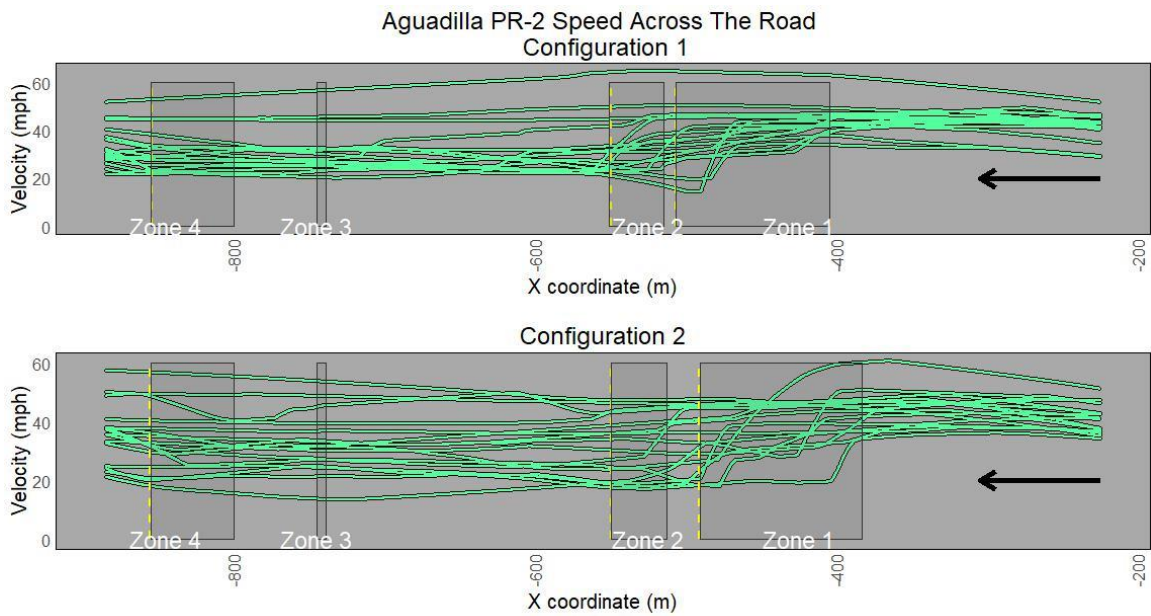 Aguadilla PR-2 Speed Across The Road
Configuration 1
Velocity (mph)
60
40
20
0
Zone 4
Zone 3
Zone 2
Zone 1
-800
-600
-400
-200
X coordinate (m)
Configuration 2
Velocity (mph)
60
40
20
0
Zone 4
Zone 3
Zone 2
Zone 1
-800
-600
-400
-200
X coordinate (m)